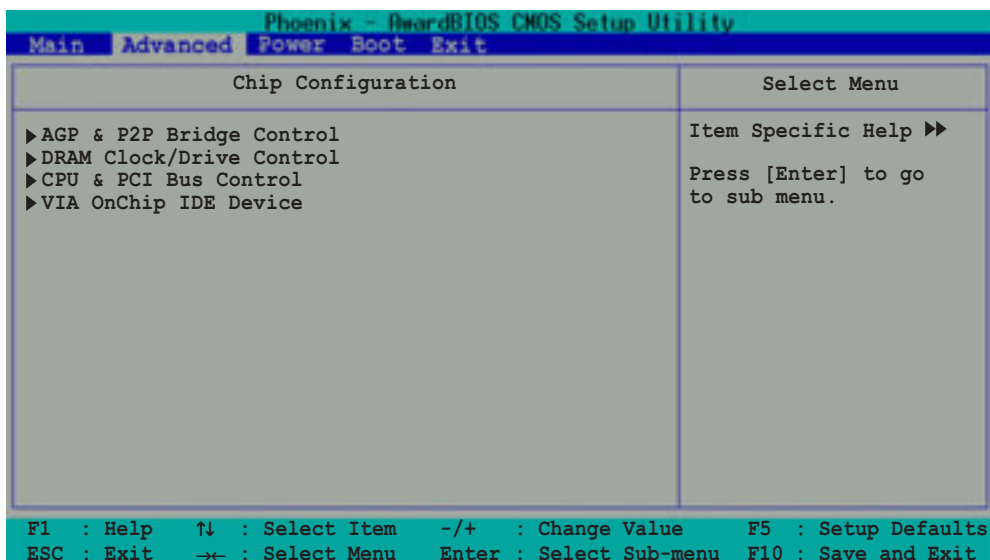 Phoenix - AwardBIOS CMOS Setup Utility
Main Advanced Power Boot Exit
Chip Configuration
Select Menu
AGP & P2P Bridge Control
DRAM Clock/Drive Control
CPU & PCI Bus Control
VIA OnChip IDE Device
Item Specific Help
Press [Enter] to go
to sub menu.
F1 : Help ↑↓ : Select Item -/+ : Change Value F5 : Setup Defaults
ESC : Exit →← : Select Menu Enter : Select Sub-menu F10 : Save and Exit